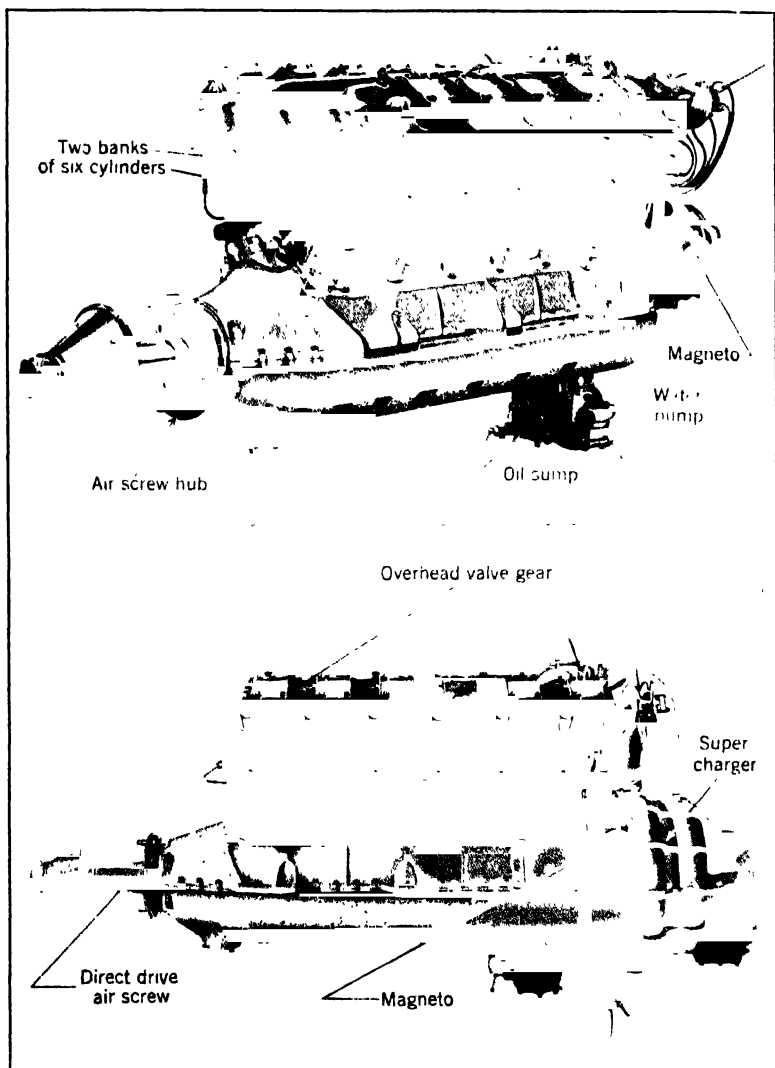 Two banks
of six cylinders
Magneto
Water
pump
Air screw hub
Oil sump
Overhead valve gear
Super
charger
Direct drive
air screw
Magneto